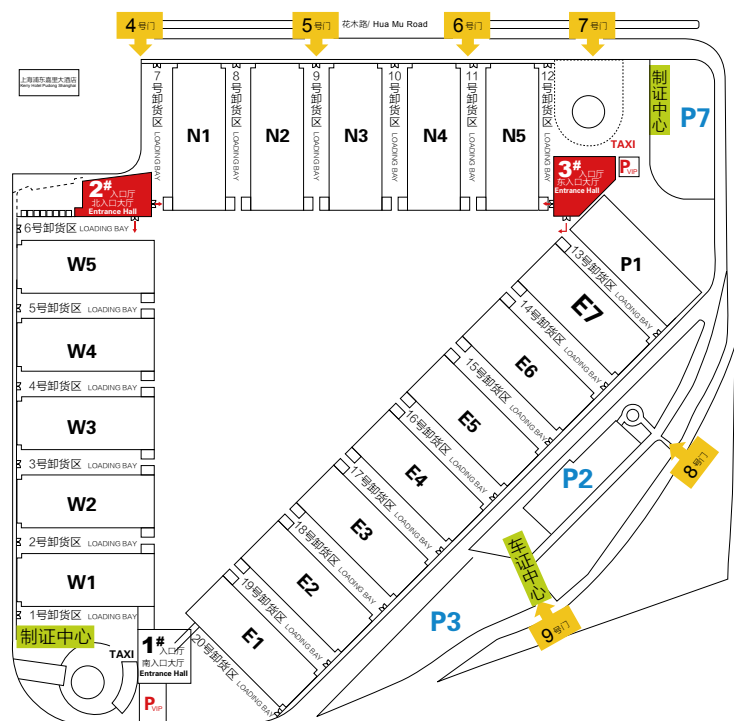 4号门
5号门
花木路/ Hua Mu Road
6号门
7号门
上海浦东嘉里大酒店
Kerry Hotel Pudong Shanghai
7号卸货区 LOADING BAY
N1
8号卸货区 LOADING BAY
N2
9号卸货区 LOADING BAY
N3
10号卸货区 LOADING BAY
N4
11号卸货区 LOADING BAY
N5
12号卸货区 LOADING BAY
制证中心
P7
TAXI
PVIP
2# 入口厅
北入口大厅
Entrance Hall
3# 入口厅
东入口大厅
Entrance Hall
6号卸货区 LOADING BAY
W5
5号卸货区 LOADING BAY
W4
4号卸货区 LOADING BAY
W3
3号卸货区 LOADING BAY
W2
2号卸货区 LOADING BAY
W1
1号卸货区 LOADING BAY
制证中心
TAXI
1# 入口厅
南入口大厅
Entrance Hall
PVIP
P1
13号卸货区 LOADING BAY
E7
14号卸货区 LOADING BAY
E6
15号卸货区 LOADING BAY
E5
16号卸货区 LOADING BAY
E4
17号卸货区 LOADING BAY
E3
18号卸货区 LOADING BAY
E2
19号卸货区 LOADING BAY
E1
20号卸货区 LOADING BAY
P2
8号门
车证中心
9号门
P3